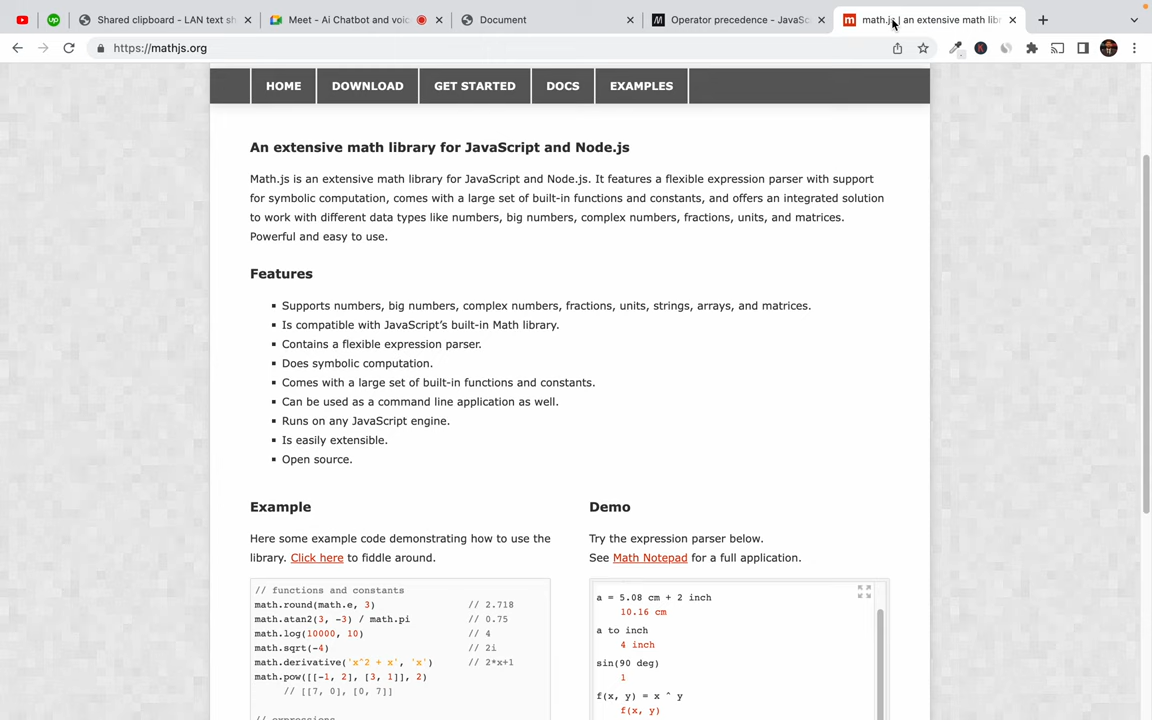 Shared clipboard - LAN text sh
Meet - Ai Chatbot and voic
Document
Operator precedence - JavaSc
math.js | an extensive math libr
https://mathjs.org
HOME
DOWNLOAD
GET STARTED
DOCS
EXAMPLES
An extensive math library for JavaScript and Node.js
Math.js is an extensive math library for JavaScript and Node.js. It features a flexible expression parser with support
for symbolic computation, comes with a large set of built-in functions and constants, and offers an integrated solution
to work with different data types like numbers, big numbers, complex numbers, fractions, units, and matrices.
Powerful and easy to use.
Features
Supports numbers, big numbers, complex numbers, fractions, units, strings, arrays, and matrices.
Is compatible with JavaScript's built-in Math library.
Contains a flexible expression parser.
Does symbolic computation.
Comes with a large set of built-in functions and constants.
Can be used as a command line application as well.
Runs on any JavaScript engine.
Is easily extensible.
Open source.
Example
Here some example code demonstrating how to use the
library. Click here to fiddle around.
// functions and constants
math.round(math.e, 3) // 2.718
math.atan2(3, -3) / math.pi // 0.75
math.log(10000, 10) // 4
math.sqrt(-4) // 2i
math.derivative('x^2 + x', 'x') // 2*x+1
math.pow([[-1, 2], [3, 1]], 2)
// [[7, 0], [0, 7]]
// expressions
Demo
Try the expression parser below.
See Math Notepad for a full application.
a = 5.08 cm + 2 inch
10.16 cm
a to inch
4 inch
sin(90 deg)
1
f(x, y) = x ^ y
f(x, y)